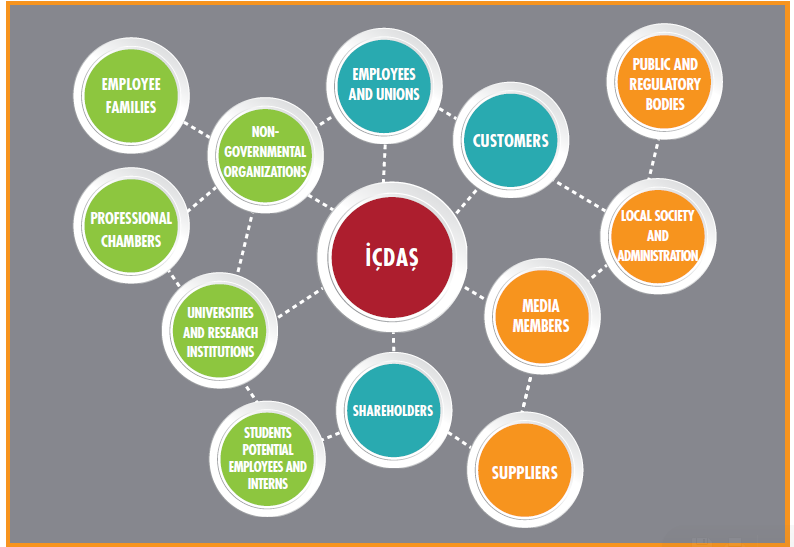 EMPLOYEE
FAMILIES
NON-
GOVERNMENTAL
ORGANIZATIONS
EMPLOYEES
AND UNIONS
CUSTOMERS
PUBLIC AND
REGULATORY
BODIES
PROFESSIONAL
CHAMBERS
İÇDAŞ
LOCAL SOCIETY
AND
ADMINISTRATION
UNIVERSITIES
AND RESEARCH
INSTITUTIONS
MEDIA
MEMBERS
SHAREHOLDERS
STUDENTS
POTENTIAL
EMPLOYEES AND
INTERNS
SUPPLIERS